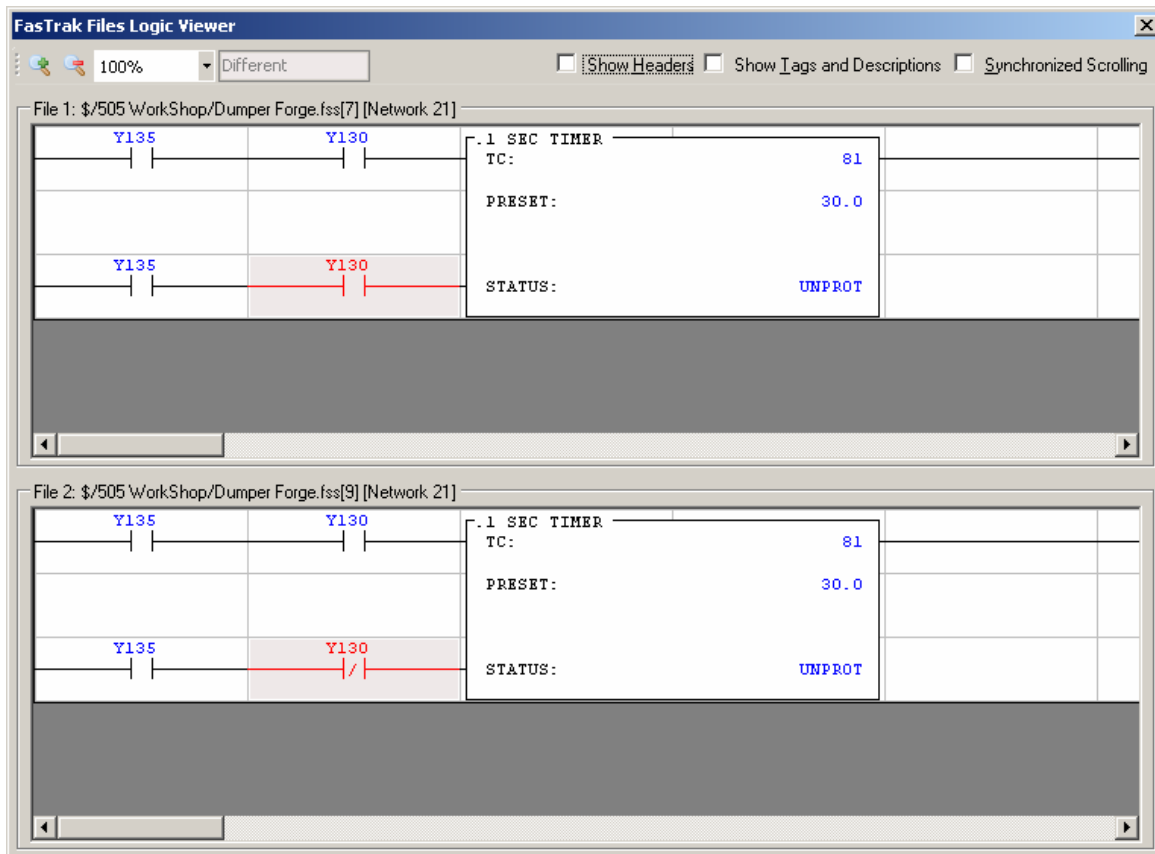 FasTrak Files Logic Viewer
100% Different Show Headers Show Tags and Descriptions Synchronized Scrolling
File 1: $/505 WorkShop/Dumper Forge.fss[7] [Network 21]
Y135 Y130 .1 SEC TIMER
TC: 81
PRESET: 30.0
Y135 Y130
STATUS: UNPROT
File 2: $/505 WorkShop/Dumper Forge.fss[9] [Network 21]
Y135 Y130 .1 SEC TIMER
TC: 81
PRESET: 30.0
Y135 Y130
STATUS: UNPROT